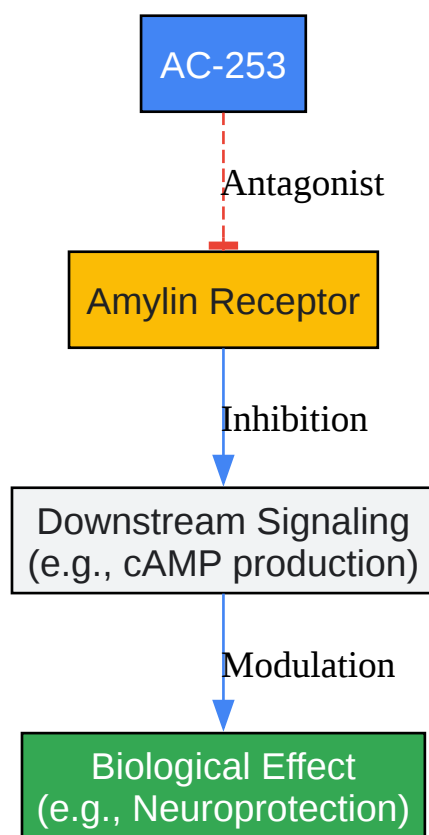 AC-253
Antagonist
Amylin Receptor
Inhibition
Downstream Signaling
(e.g., cAMP production)
Modulation
Biological Effect
(e.g., Neuroprotection)